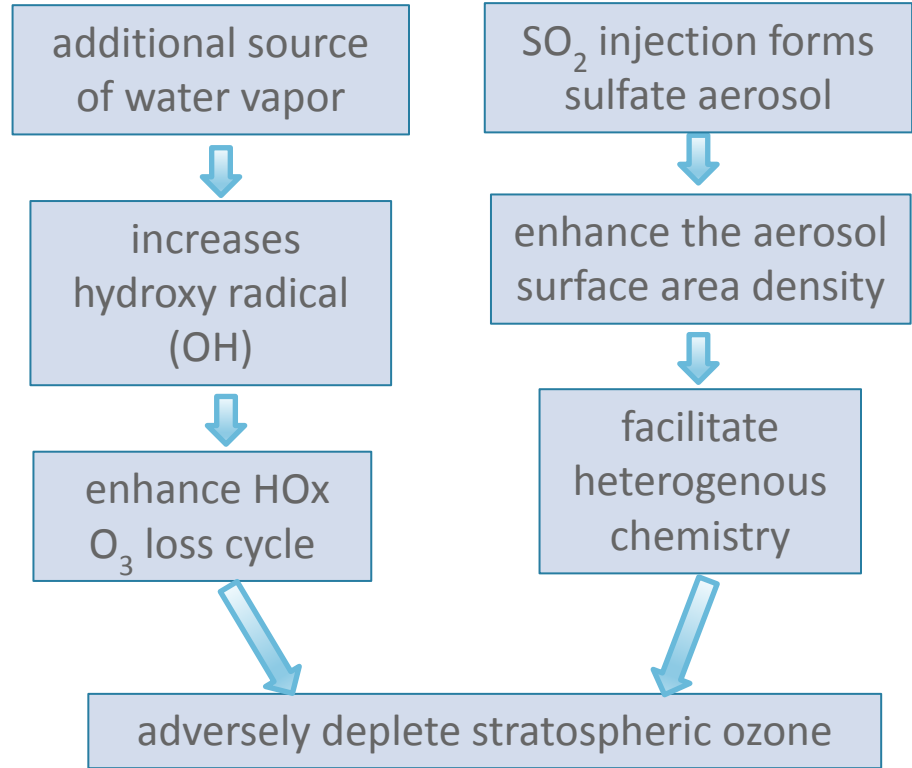 additional source
of water vapor
increases
hydroxy radical
(OH)
enhance HOx
O₃ loss cycle
SO₂ injection forms
sulfate aerosol
enhance the aerosol
surface area density
facilitate
heterogenous
chemistry
adversely deplete stratospheric ozone